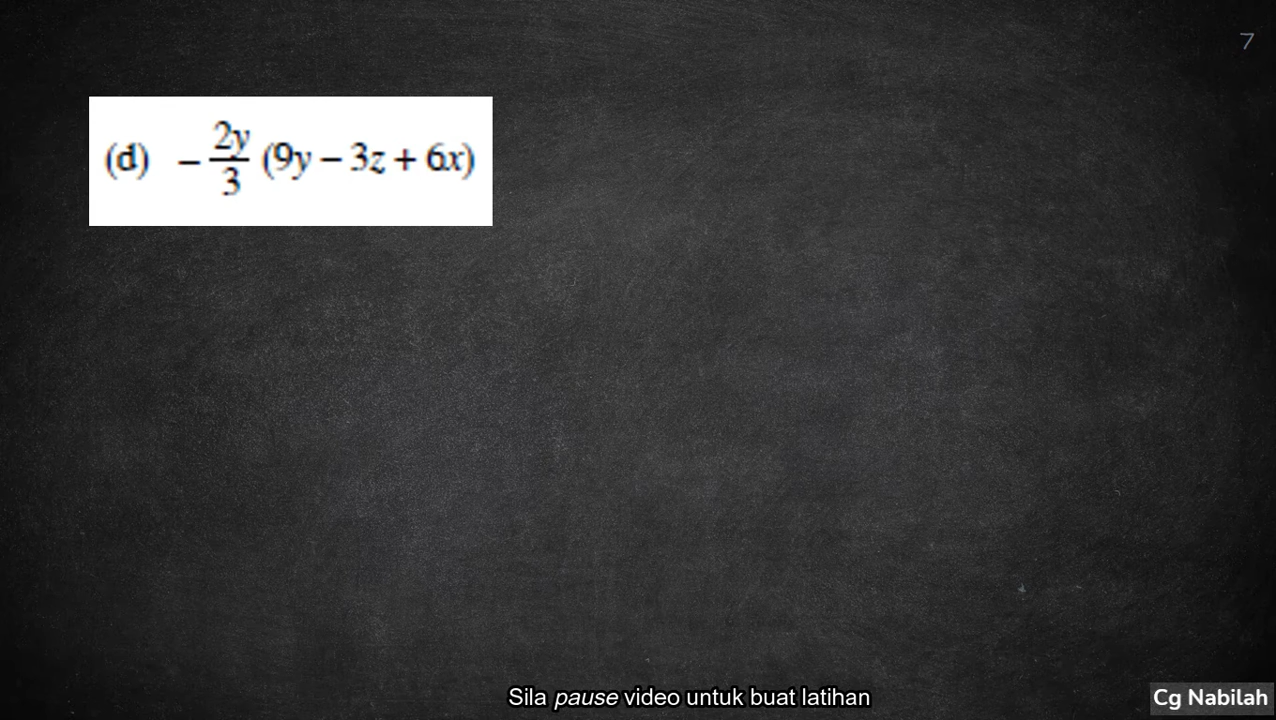 7
(d) −2y/3 (9y − 3z + 6x)
Sila pause video untuk buat latihan
Cg Nabilah